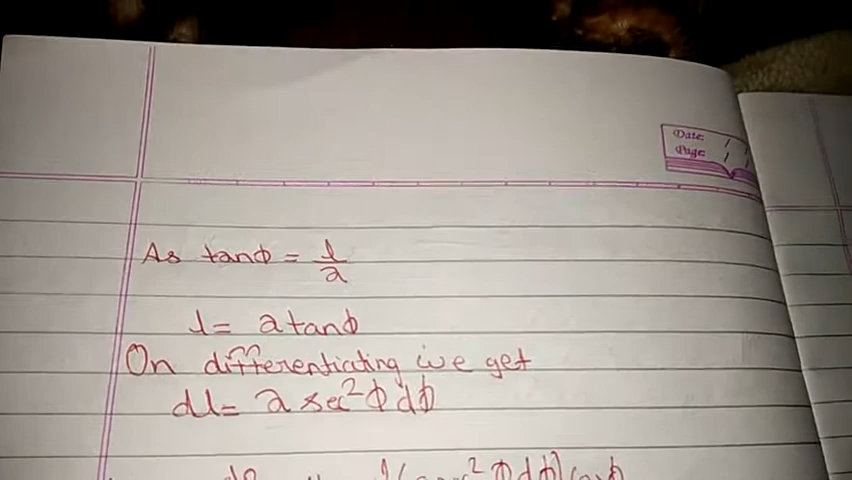 Date:
Page:
As tanϕ = l/a
l = a tanϕ
On differentiating we get
dl = a sec²ϕ dϕ